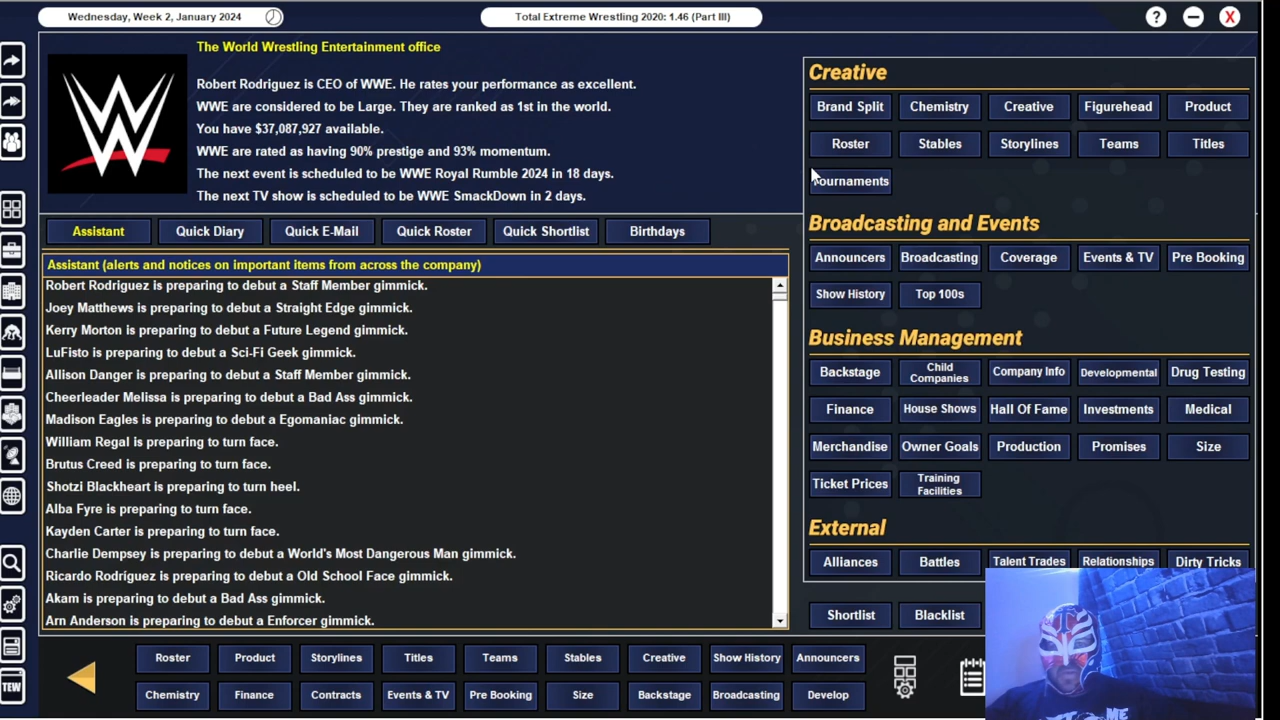 Wednesday, Week 2, January 2024
Total Extreme Wrestling 2020: 1.46 (Part III)
?
X
The World Wrestling Entertainment office
Robert Rodriguez is CEO of WWE. He rates your performance as excellent.
WWE are considered to be Large. They are ranked as 1st in the world.
You have $37,087,927 available.
WWE are rated as having 90% prestige and 93% momentum.
The next event is scheduled to WWE Royal Rumble 2024 in 18 days.
The next TV show is scheduled to be WWE SmackDown in 2 days.
Assistant Quick Diary Quick E-Mail Quick Roster Quick Shortlist Birthdays
Assistant (alerts and notices on important items from across the company)
Robert Rodriguez is preparing to debut a Staff Member gimmick.
Joey Matthews is preparing to debut a Straight Edge gimmick.
Kerry Morton is preparing to debut a Future Legend gimmick.
LuFisto is preparing to debut a Sci-Fi Geek gimmick.
Allison Danger is preparing to debut a Staff Member gimmick.
Cheerleader Melissa is preparing to debut a Bad Ass gimmick.
Madison Eagles is preparing to debut a Egomaniac gimmick.
William Regal is preparing to turn face.
Brutus Creed is preparing to turn face.
Shotzi Blackheart is preparing to turn heel.
Alba Fyre is preparing to turn face.
Kayden Carter is preparing to turn face.
Charlie Dempsey is preparing to debut a World's Most Dangerous Man gimmick.
Ricardo Rodríguez is preparing to debut a Old School Face gimmick.
Akam is preparing to debut a Bad Ass gimmick.
Arn Anderson is preparing to debut a Enforcer gimmick.
Creative
Brand Split Chemistry Creative Figurehead Product
Roster Stables Storylines Teams Titles
Tournaments
Broadcasting and Events
Announcers Broadcasting Coverage Events & TV Pre Booking
Show History Top 100s
Business Management
Backstage Child Companies Company Info Developmental Drug Testing
Finance House Shows Hall Of Fame Investments Medical
Merchandise Owner Goals Production Promises Size
Ticket Prices Training Facilities
External
Alliances Battles Talent Trades Relationships Dirty Tricks
Shortlist Blacklist
Roster Product Storylines Titles Teams Stables Creative Show History Announcers
Chemistry Finance Contracts Events & TV Pre Booking Size Backstage Broadcasting Develop
TEW
ME